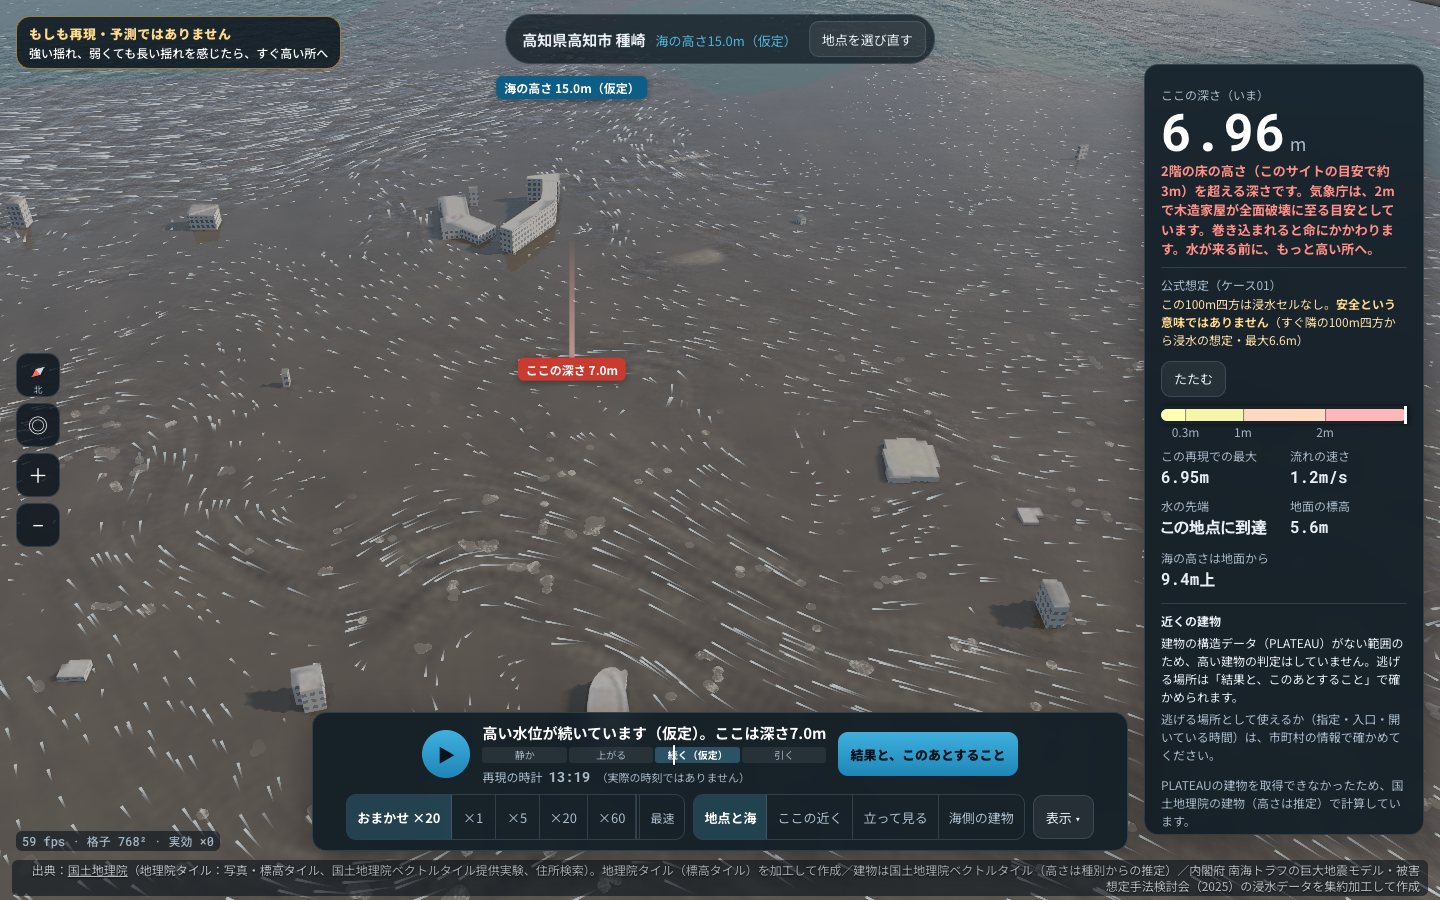 もしも再現・予測ではありません
強い揺れ、弱くても長い揺れを感じたら、すぐ高い所へ
高知県高知市 種崎 海の高さ15.0m（仮定） 地点を選び直す
海の高さ 15.0m（仮定）
ここの深さ 7.0m
北
+
−
ここの深さ（いま）
6.96 m
2階の床の高さ（このサイトの目安で約
3m）を超える深さです。気象庁は、2m
で木造家屋が全面破壊に至る目安として
います。巻き込まれると命にかかわりま
す。水が来る前に、もっと高い所へ。
公式想定（ケース01）
この100m四方は浸水セルなし。安全という
意味ではありません（すぐ隣の100m四方か
ら浸水の想定・最大6.6m）
たたむ
0.3m 1m 2m
この再現での最大 流れの速さ
6.95m 1.2m/s
水の先端 地面の標高
この地点に到達 5.6m
海の高さは地面から
9.4m上
近くの建物
建物の構造データ（PLATEAU）がない範囲の
ため、高い建物の判定はしていません。逃げ
る場所は「結果と、このあとすること」で確
かめられます。
逃げる場所として使えるか（指定・入口・開
いている時間）は、市町村の情報で確かめて
ください。
PLATEAUの建物を取得できなかったため、国
土地理院の建物（高さは推定）で計算してい
ます。
高い水位が続いています（仮定）。ここは深さ7.0m
静か 上がる 続く（仮定） 引く
再現の時計 13:19 （実際の時刻ではありません）
結果と、このあとすること
おまかせ ×20 ×1 ×5 ×20 ×60 最速 地点と海 ここの近く 立って見る 海側の建物 表示 ▾
59 fps · 格子 768² · 実効 ×0
出典：国土地理院（地理院タイル：写真・標高タイル、国土地理院ベクトルタイル提供実験、住所検索）。地理院タイル（標高タイル）を加工して作成／建物は国土地理院ベクトルタイル（高さは種別からの推定）／内閣府 南海トラフの巨大地震モデル・被害
想定手法検討会（2025）の浸水データを集約加工して作成